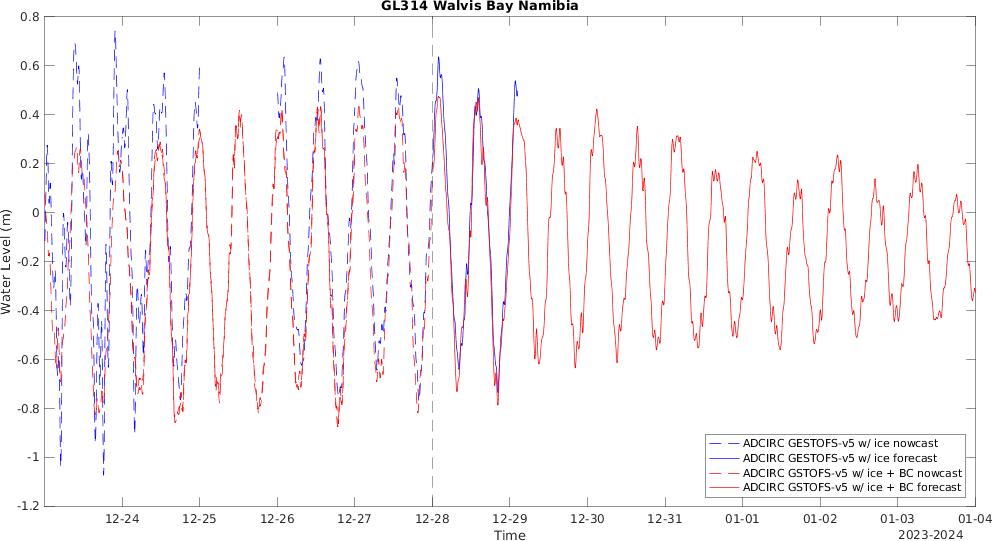 GL314 Walvis Bay Namibia
0.8
0.6
0.4
0.2
0
-0.2
-0.4
-0.6
-0.8
-1
-1.2
Water Level (m)
ADCIRC GESTOFS-v5 w/ ice nowcast
ADCIRC GESTOFS-v5 w/ ice forecast
ADCIRC GSTOFS-v5 w/ ice + BC nowcast
ADCIRC GSTOFS-v5 w/ ice + BC forecast
12-24 12-25 12-26 12-27 12-28 12-29 12-30 12-31 01-01 01-02 01-03 01-04
Time
2023-2024